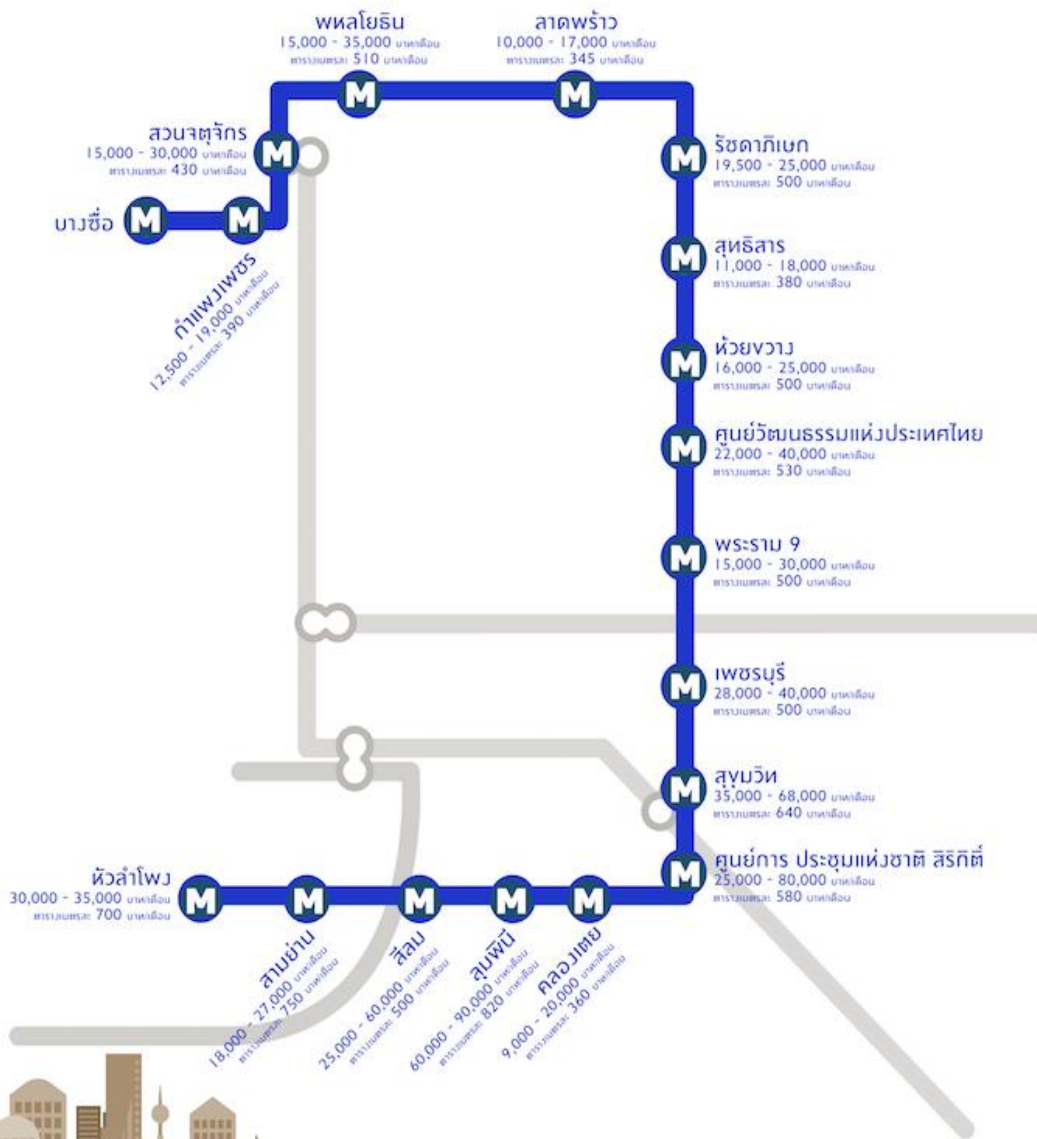 พหลโยธิน
15,000 - 35,000 บาท/เดือน
ตารางเมตรละ 510 บาท/เดือน
ลาดพร้าว
10,000 - 17,000 บาท/เดือน
ตารางเมตรละ 345 บาท/เดือน
M
M
สวนจตุจักร
15,000 - 30,000 บาท/เดือน
ตารางเมตรละ 430 บาท/เดือน
M
M
รัชดาภิเษก
19,500 - 25,000 บาท/เดือน
ตารางเมตรละ 500 บาท/เดือน
บางซื่อ
M
M
กำแพงเพชร
12,500 - 19,000 บาท/เดือน
ตารางเมตรละ 390 บาท/เดือน
M
สุทธิสาร
11,000 - 18,000 บาท/เดือน
ตารางเมตรละ 380 บาท/เดือน
M
ห้วยขวาง
16,000 - 25,000 บาท/เดือน
ตารางเมตรละ 500 บาท/เดือน
M
ศูนย์วัฒนธรรมแห่งประเทศไทย
22,000 - 40,000 บาท/เดือน
ตารางเมตรละ 530 บาท/เดือน
M
พระราม 9
15,000 - 30,000 บาท/เดือน
ตารางเมตรละ 500 บาท/เดือน
M
เพชรบุรี
28,000 - 40,000 บาท/เดือน
ตารางเมตรละ 500 บาท/เดือน
M
สุขุมวิท
35,000 - 68,000 บาท/เดือน
ตารางเมตรละ 640 บาท/เดือน
M
ศูนย์การ ประชุมแห่งชาติ สิริกิติ์
25,000 - 80,000 บาท/เดือน
ตารางเมตรละ 580 บาท/เดือน
หัวลำโพง
30,000 - 35,000 บาท/เดือน
ตารางเมตรละ 700 บาท/เดือน
M
M
M
M
M
สามย่าน
18,000 - 27,000 บาท/เดือน
ตารางเมตรละ 750 บาท/เดือน
สีลม
25,000 - 60,000 บาท/เดือน
ตารางเมตรละ 500 บาท/เดือน
ลุมพินี
60,000 - 90,000 บาท/เดือน
ตารางเมตรละ 820 บาท/เดือน
คลองเตย
9,000 - 20,000 บาท/เดือน
ตารางเมตรละ 360 บาท/เดือน